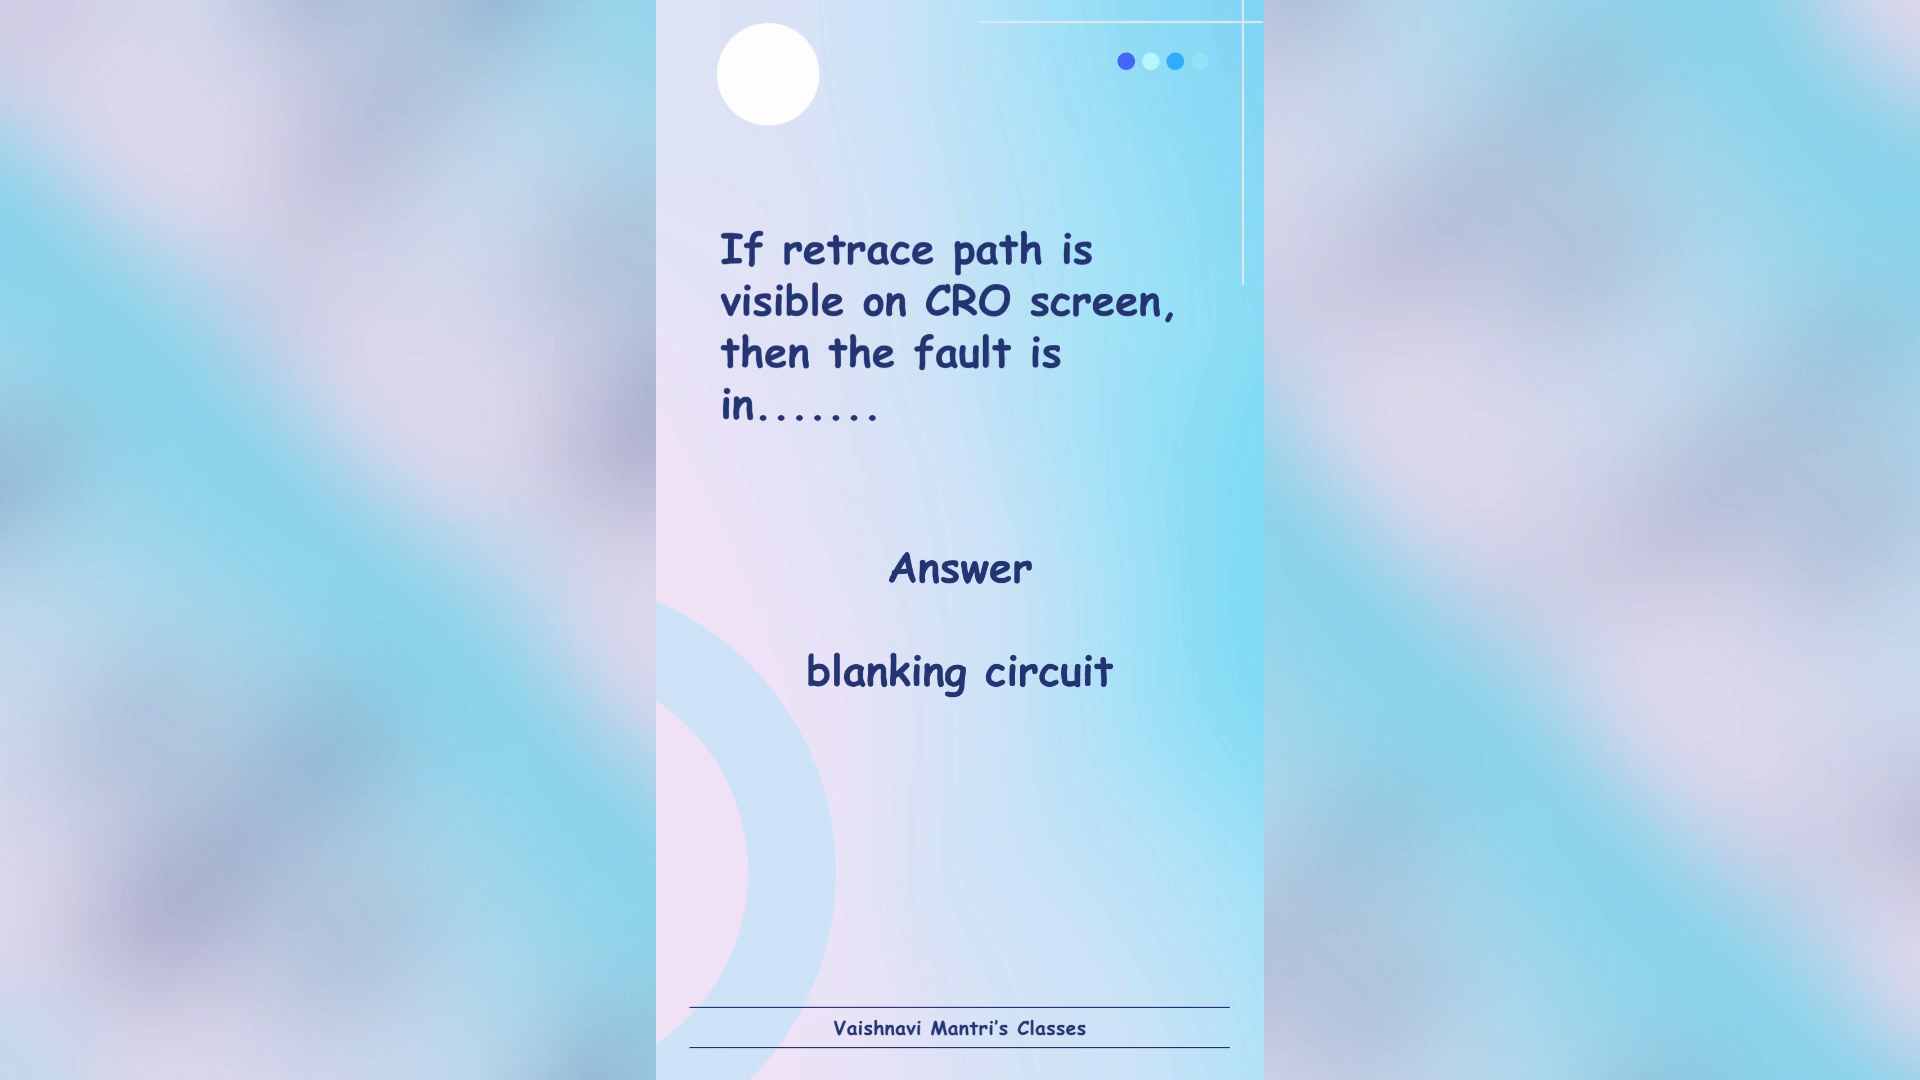 If retrace path is
visible on CRO screen,
then the fault is
in.......
Answer
blanking circuit
Vaishnavi Mantri's Classes